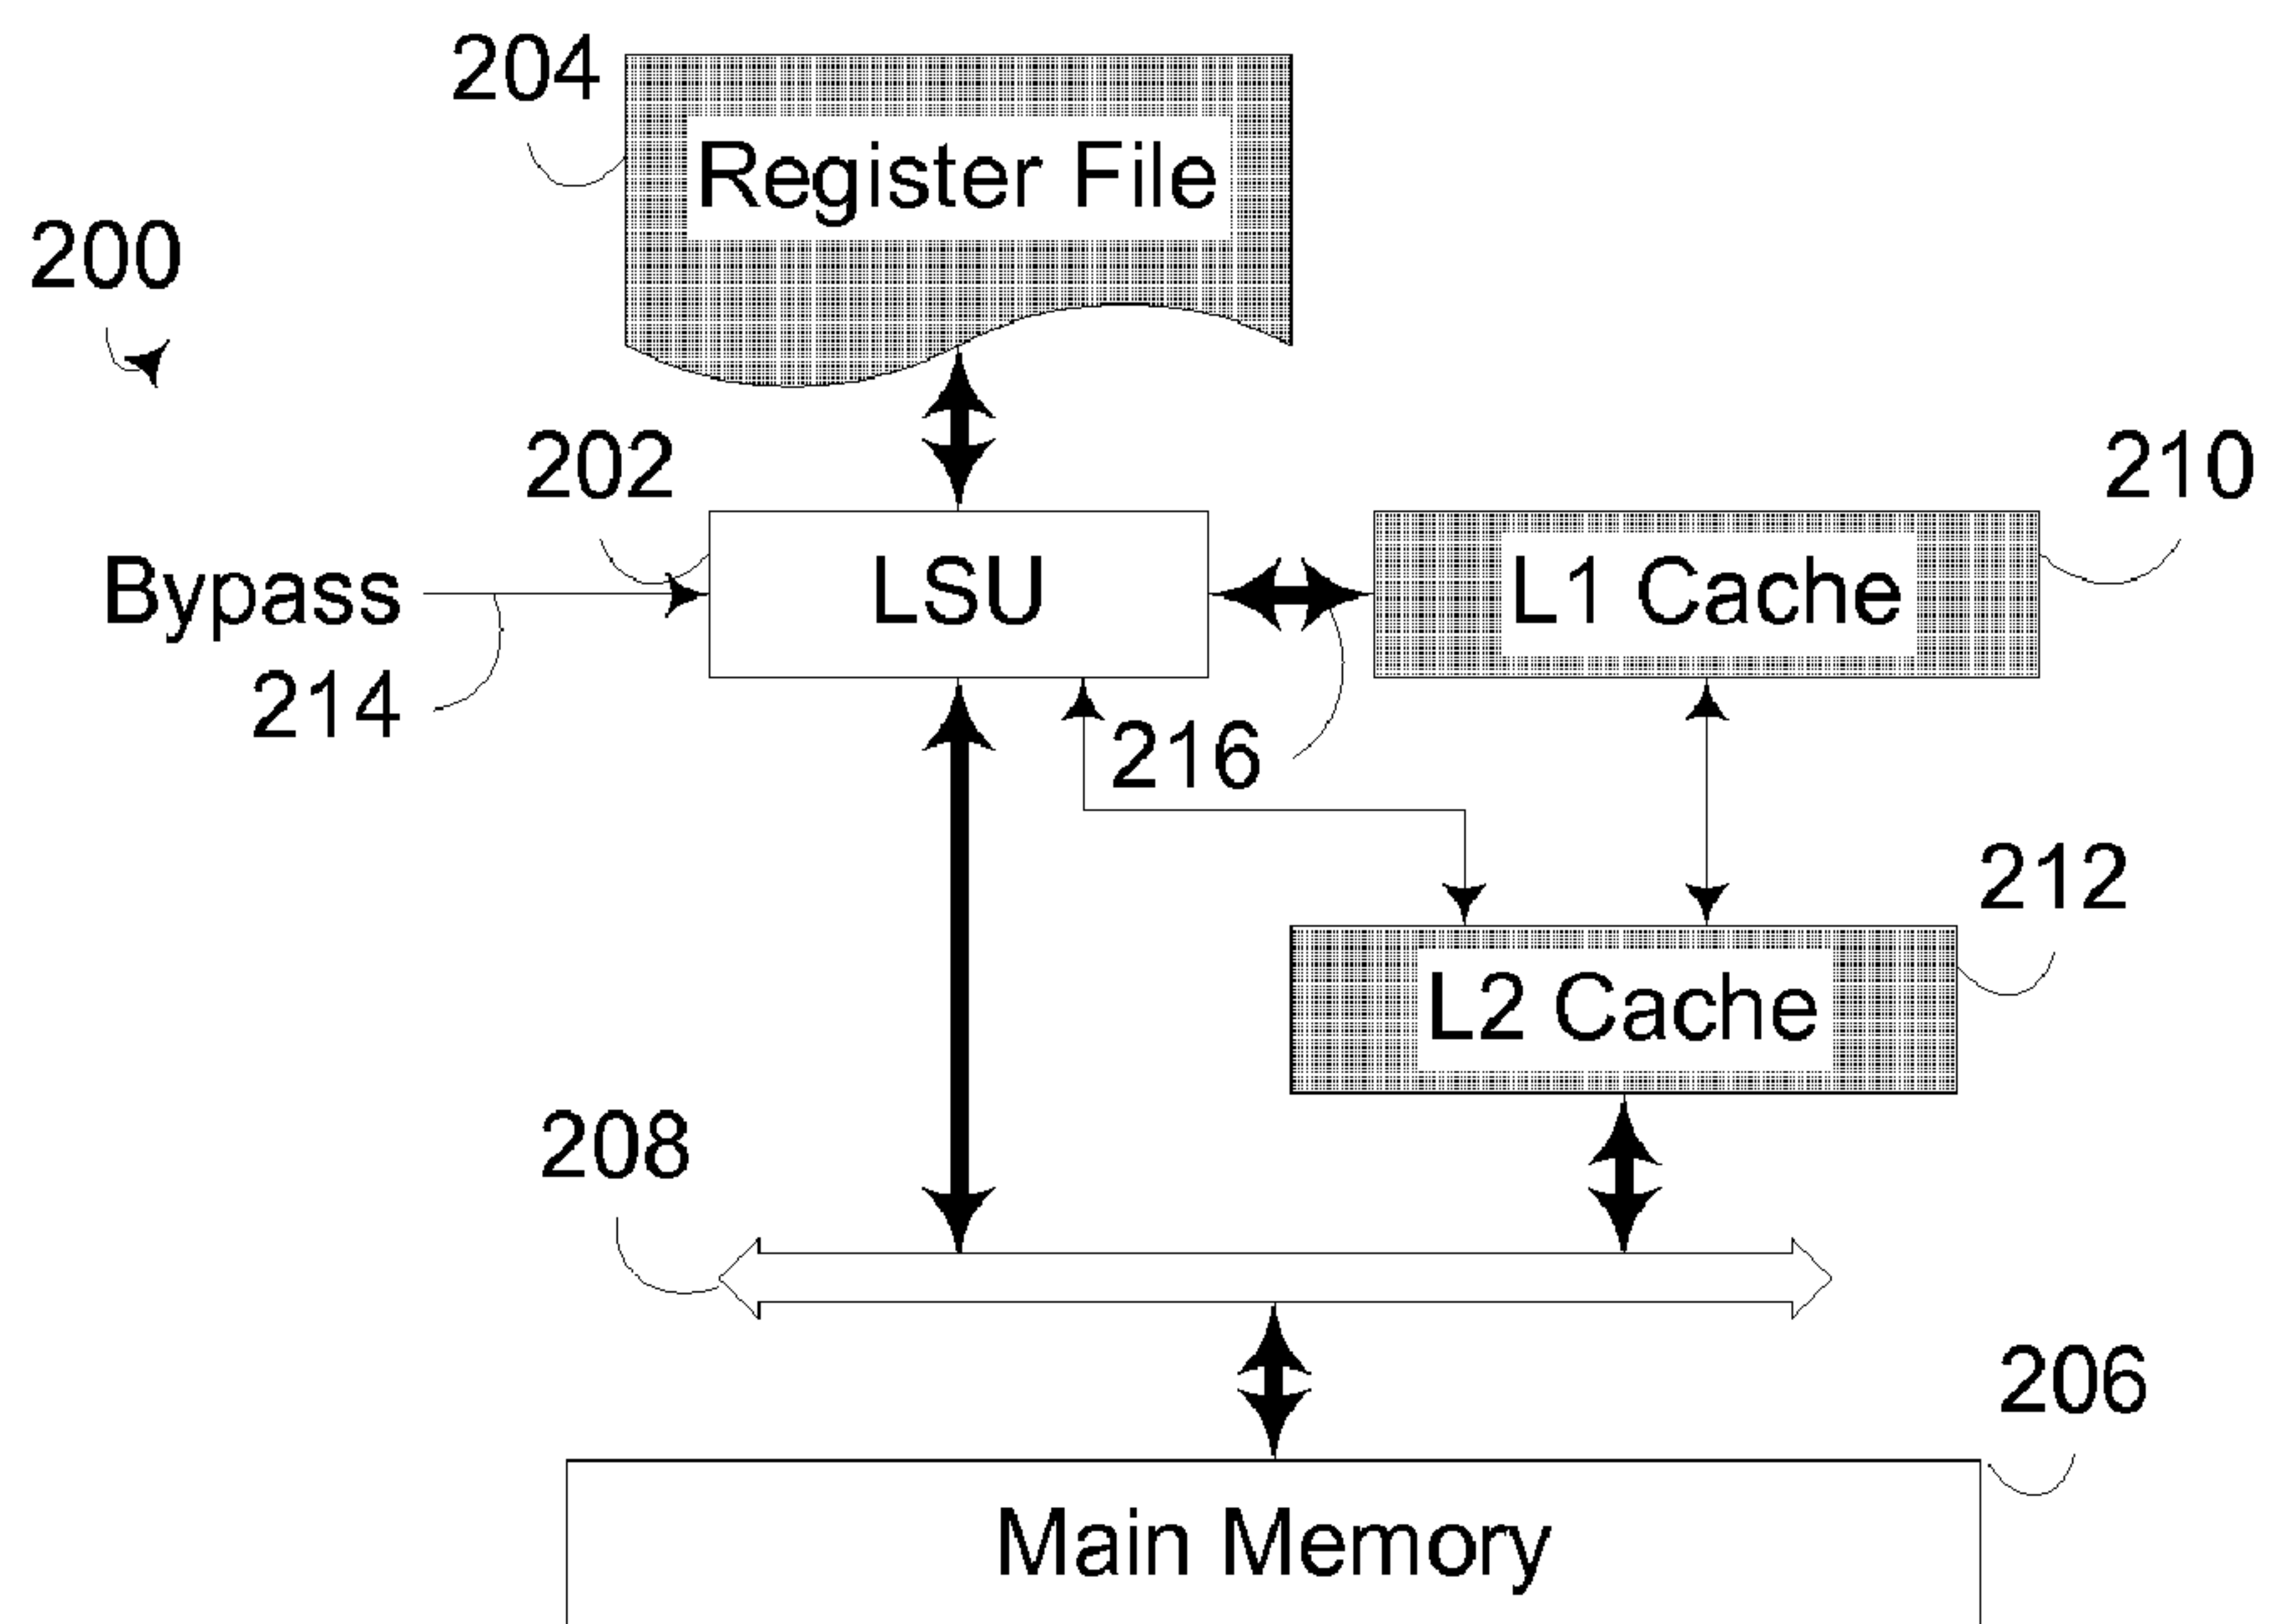 204
Register File
200
202
210
Bypass
LSU
L1 Cache
214
216
212
L2 Cache
208
206
Main Memory